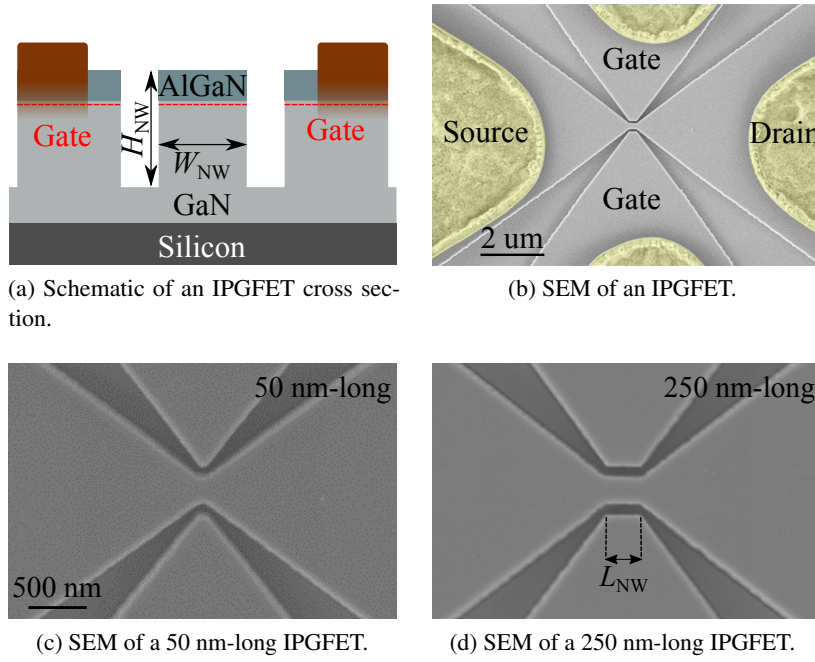 AlGaN
Gate
Gate
H_NW
W_NW
GaN
Silicon
(a) Schematic of an IPGFET cross sec-
tion.
Gate
Source
Drain
Gate
2 um
(b) SEM of an IPGFET.
50 nm-long
500 nm
(c) SEM of a 50 nm-long IPGFET.
250 nm-long
L_NW
(d) SEM of a 250 nm-long IPGFET.